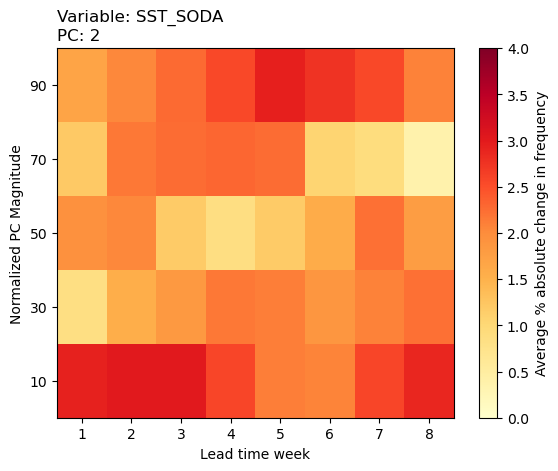 Variable: SST_SODA
PC: 2
Normalized PC Magnitude
90
70
50
30
10
1 2 3 4 5 6 7 8
Lead time week
4.0
3.5
3.0
2.5
2.0
1.5
1.0
0.5
0.0
Average % absolute change in frequency